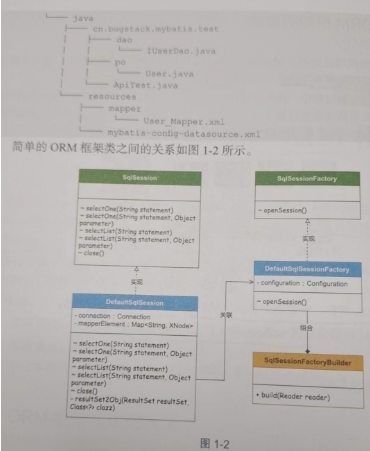 java
cn.bugstack.mybatis.test
dao
IUserDao.java
po
User.java
ApiTest.java
resources
mapper
User_Mapper.xml
mybatis-config-datasource.xml
简单的 ORM 框架类之间的关系如图 1-2 所示。
SqlSession
~ selectOne(String statement)
~ selectOne(String statement, Object
parameter)
~ selectList(String statement)
~ selectList(String statement, Object
parameter)
~ close()
实现
DefaultSqlSession
- connection : Connection
- mapperElement : Map<String, XNode>
~ selectOne(String statement)
~ selectOne(String statement, Object
parameter)
~ selectList(String statement)
~ selectList(String statement, Object
parameter)
~ close()
- resultSet2Obj(ResultSet resultSet,
Class<?> clazz)
关联
SqlSessionFactory
~ openSession()
实现
DefaultSqlSessionFactory
- configuration : Configuration
~ openSession()
组合
SqlSessionFactoryBuilder
+ build(Reader reader)
图 1-2